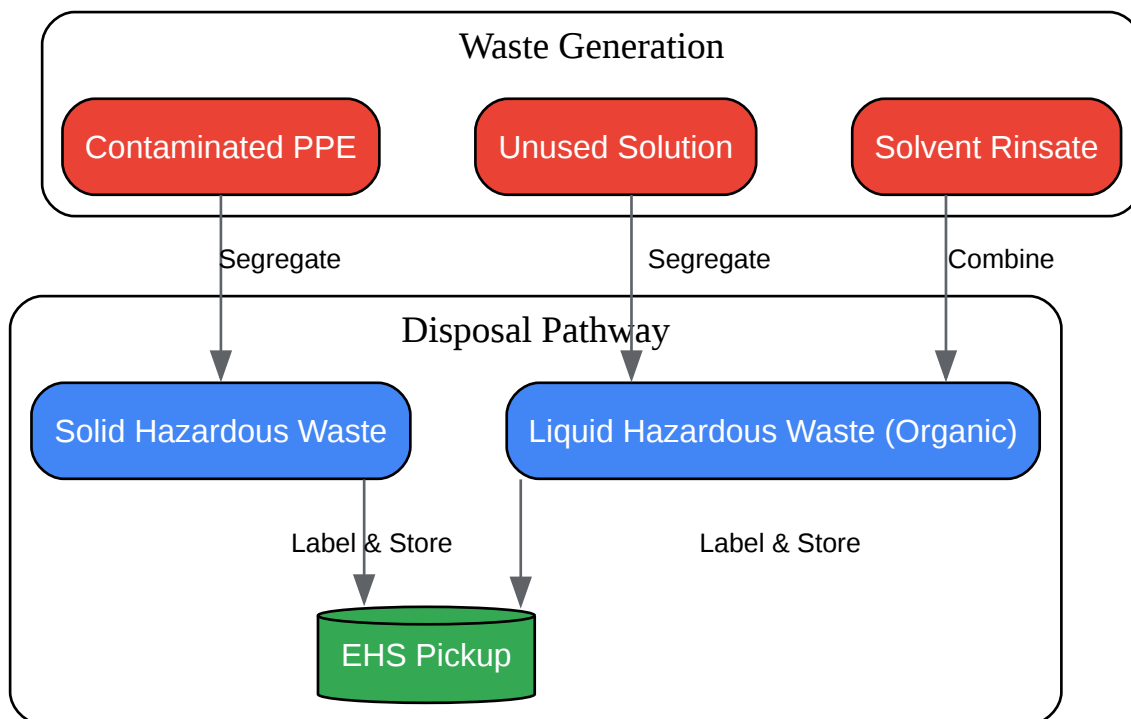 Waste Generation
Contaminated PPE
Unused Solution
Solvent Rinsate
Segregate
Segregate
Combine
Disposal Pathway
Solid Hazardous Waste
Liquid Hazardous Waste (Organic)
Label & Store
Label & Store
EHS Pickup